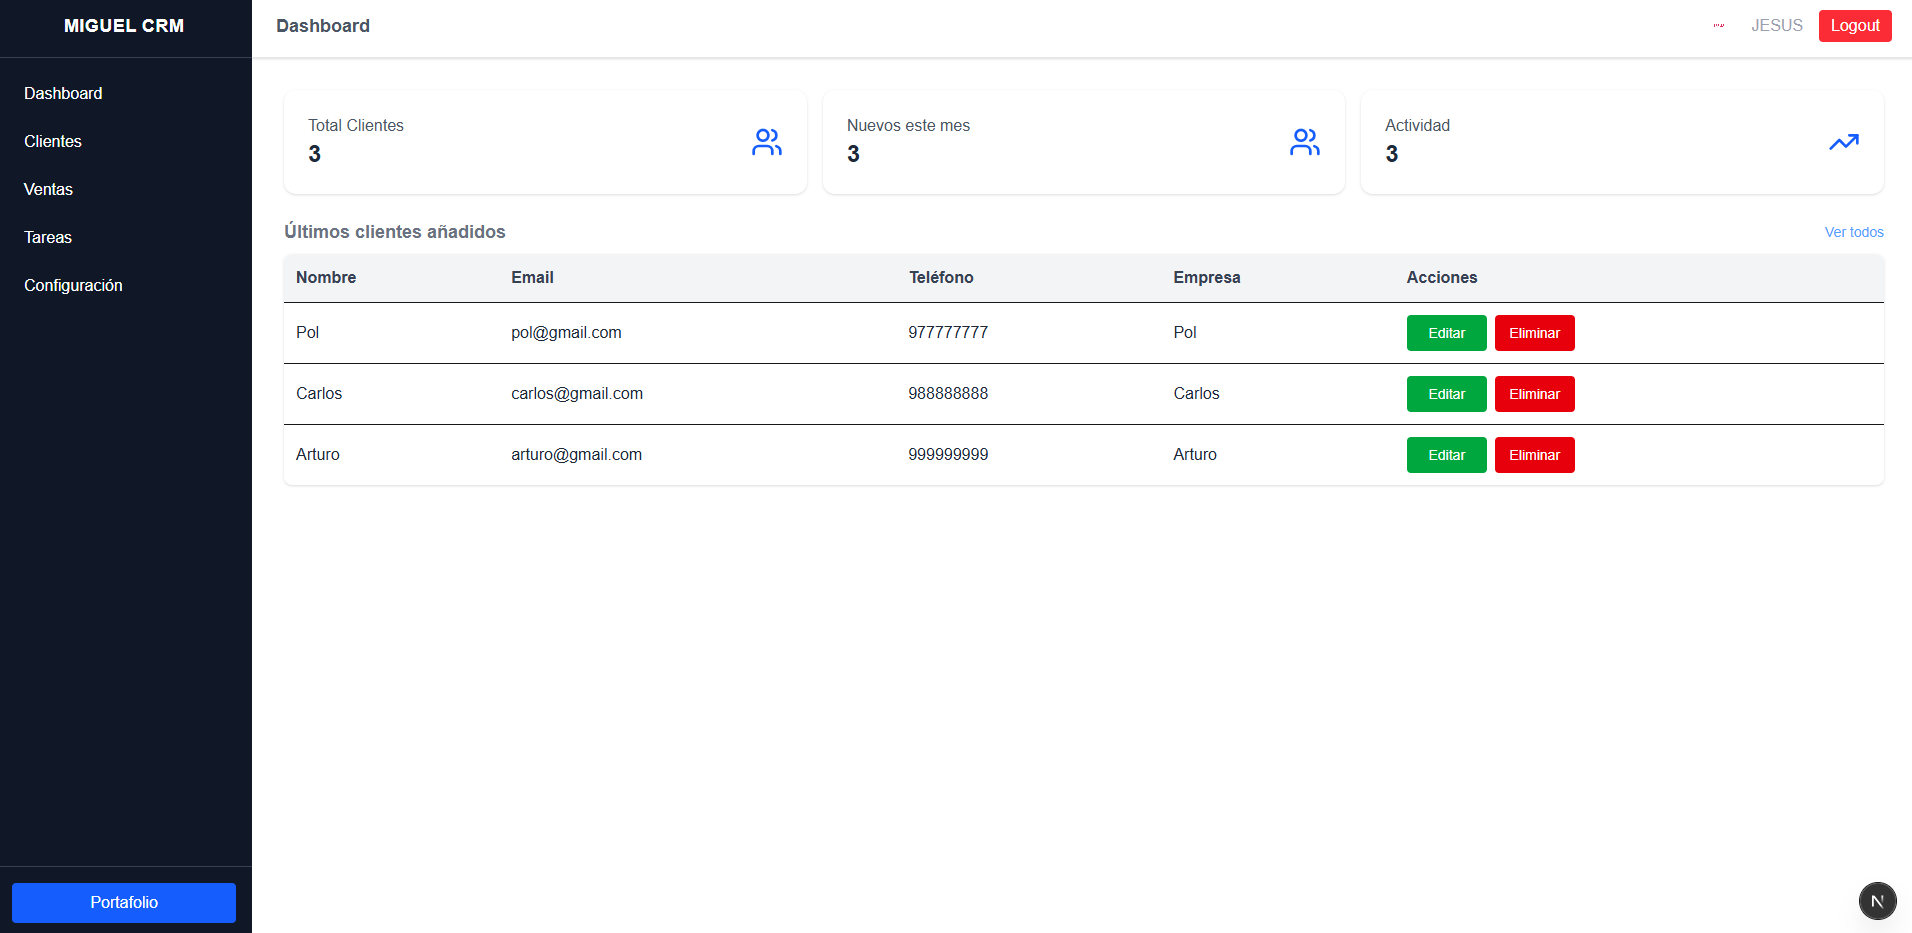 MIGUEL CRM
Dashboard
Clientes
Ventas
Tareas
Configuración
Portafolio
Dashboard
JESUS Logout
Total Clientes
3
Nuevos este mes
3
Actividad
3
Últimos clientes añadidos Ver todos
Nombre Email Teléfono Empresa Acciones
Pol pol@gmail.com 977777777 Pol Editar Eliminar
Carlos carlos@gmail.com 988888888 Carlos Editar Eliminar
Arturo arturo@gmail.com 999999999 Arturo Editar Eliminar
N